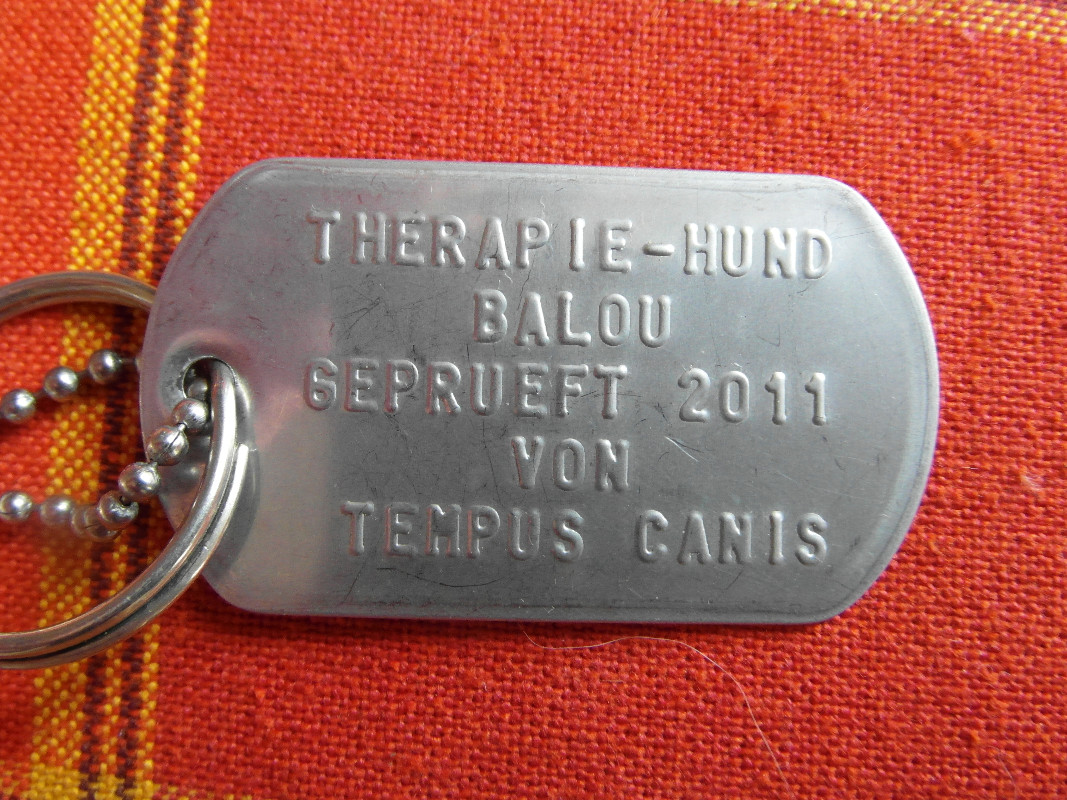 THERAPIE-HUND
BALOU
GEPRUEFT 2011
VON
TEMPUS CANIS